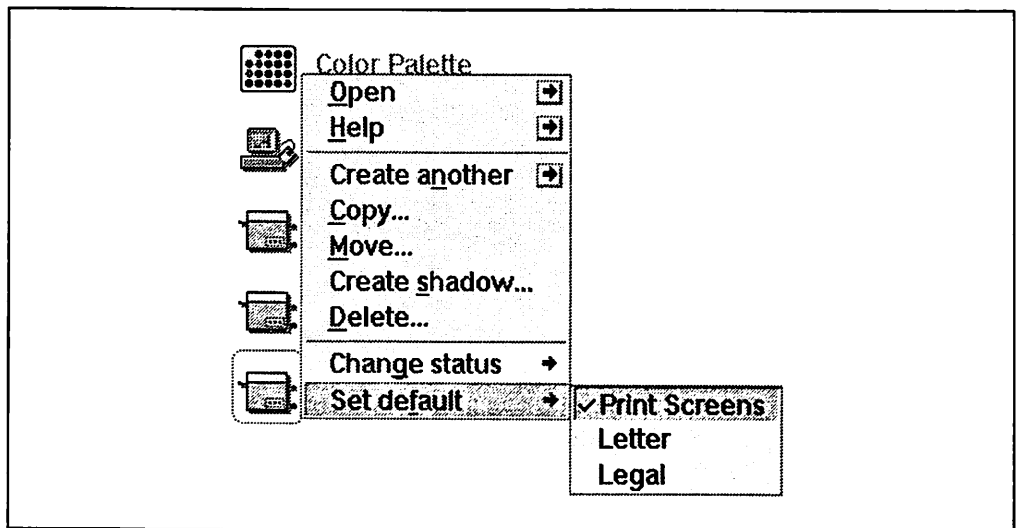 Color Palette
Open
Help
Create another
Copy...
Move...
Create shadow...
Delete...
Change status
Set default
Print Screens
Letter
Legal